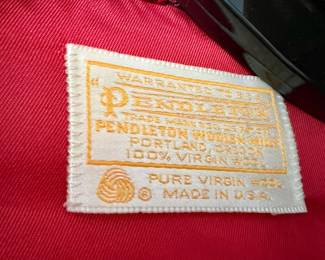 WARRANTED TO BE A
"PENDLETON"
PENDLETON WOOLEN MILLS
PORTLAND, OREGON
100% VIRGIN WOOL
PURE VIRGIN WOOL
®
MADE IN U.S.A.